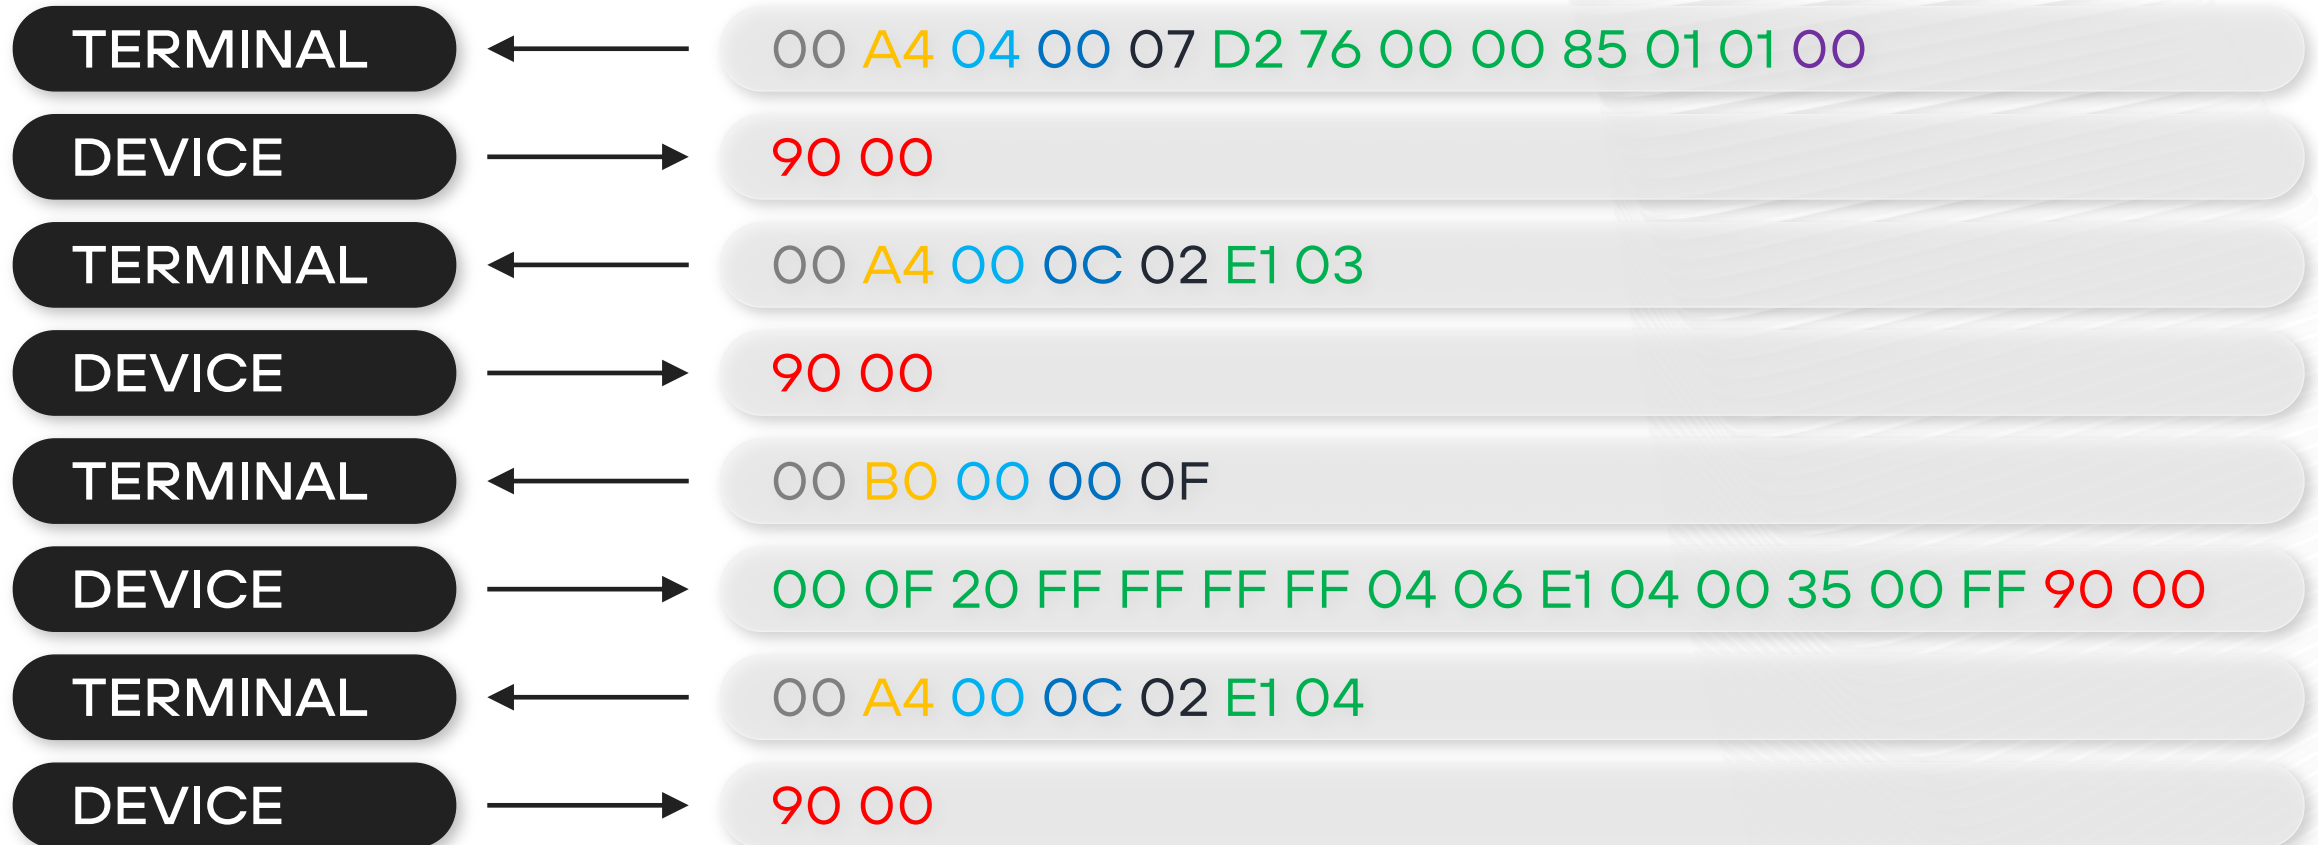 TERMINAL 00 A4 04 00 07 D2 76 00 00 85 01 01 00
DEVICE 90 00
TERMINAL 00 A4 00 0C 02 E1 03
DEVICE 90 00
TERMINAL 00 B0 00 00 0F
DEVICE 00 0F 20 FF FF FF FF 04 06 E1 04 00 35 00 FF 90 00
TERMINAL 00 A4 00 0C 02 E1 04
DEVICE 90 00